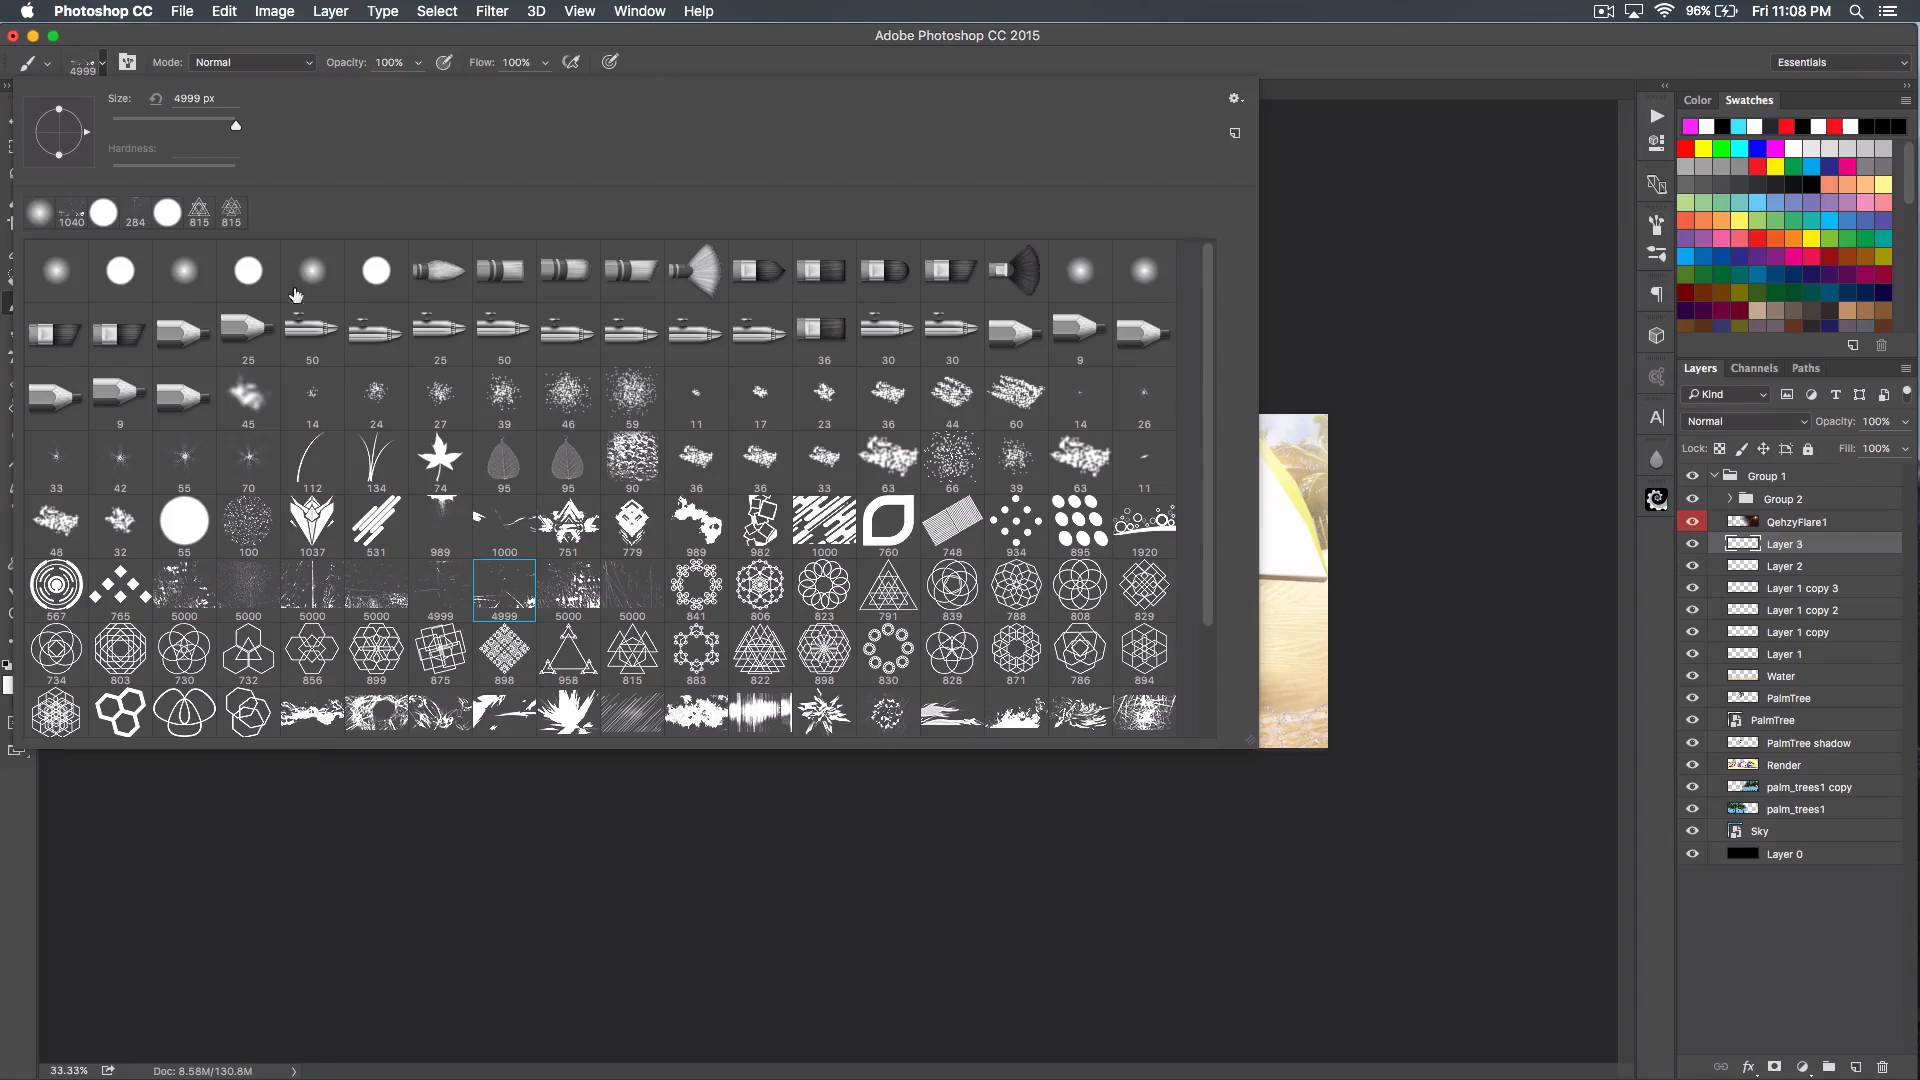 Photoshop CC File Edit Image Layer Type Select Filter 3D View Window Help 96% Fri 11:08 PM
Adobe Photoshop CC 2015
4999 Mode: Normal Opacity: 100% Flow: 100% Essentials
Size: 4999 px
Hardness:
1040 284 815 815
25 50 25 50 36 30 30 9
9 45 14 24 27 39 46 59 11 17 23 36 44 60 14 26
33 42 55 70 112 134 74 95 95 90 36 36 33 63 66 39 63 11
48 32 55 100 1037 531 989 1000 751 779 989 982 1000 760 748 934 895 1920
567 765 5000 5000 5000 5000 4999 4999 5000 5000 841 806 823 791 839 788 808 829
734 803 730 732 856 899 875 898 958 815 883 822 898 830 828 871 786 894
Color Swatches
Layers Channels Paths
Kind
Normal Opacity: 100%
Lock: Fill: 100%
Group 1
Group 2
QehzyFlare1
Layer 3
Layer 2
Layer 1 copy 3
Layer 1 copy 2
Layer 1 copy
Layer 1
Water
PalmTree
PalmTree
PalmTree shadow
Render
palm_trees1 copy
palm_trees1
Sky
Layer 0
33.33% Doc: 8.58M/130.8M